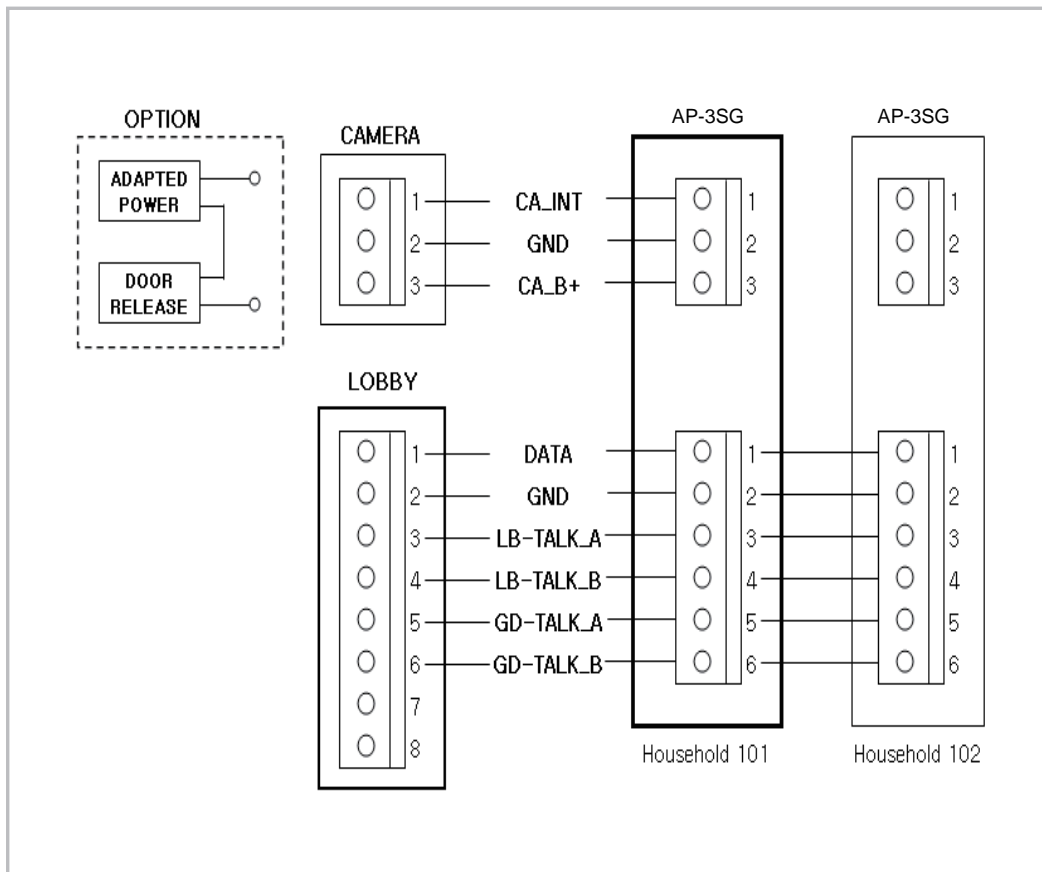 OPTION
ADAPTED
POWER
DOOR
RELEASE
CAMERA
1
2
3
CA_INT
GND
CA_B+
AP-3SG
1
2
3
AP-3SG
1
2
3
LOBBY
1
2
3
4
5
6
7
8
DATA
GND
LB-TALK_A
LB-TALK_B
GD-TALK_A
GD-TALK_B
1
2
3
4
5
6
1
2
3
4
5
6
Household 101
Household 102